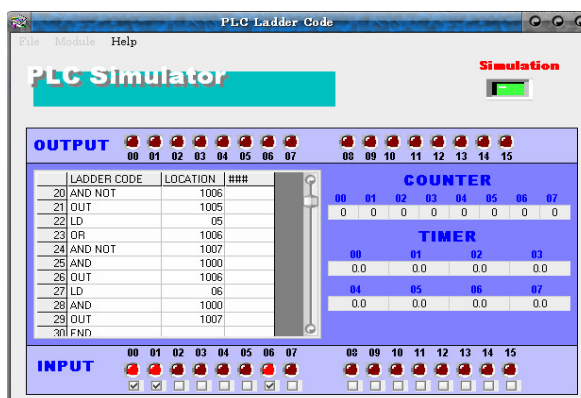 PLC Ladder Code
File Module Help
PLC Simulator
Simulation
OUTPUT
00 01 02 03 04 05 06 07
08 09 10 11 12 13 14 15
LADDER CODE LOCATION ###
20 AND NOT 1006
21 OUT 1005
22 LD 05
23 OR 1006
24 AND NOT 1007
25 AND 1000
26 OUT 1006
27 LD 06
28 AND 1000
29 OUT 1007
30 END
COUNTER
00 01 02 03 04 05 06 07
0 0 0 0 0 0 0 0
TIMER
00 01 02 03
0.0 0.0 0.0 0.0
04 05 06 07
0.0 0.0 0.0 0.0
INPUT
00 01 02 03 04 05 06 07
08 09 10 11 12 13 14 15